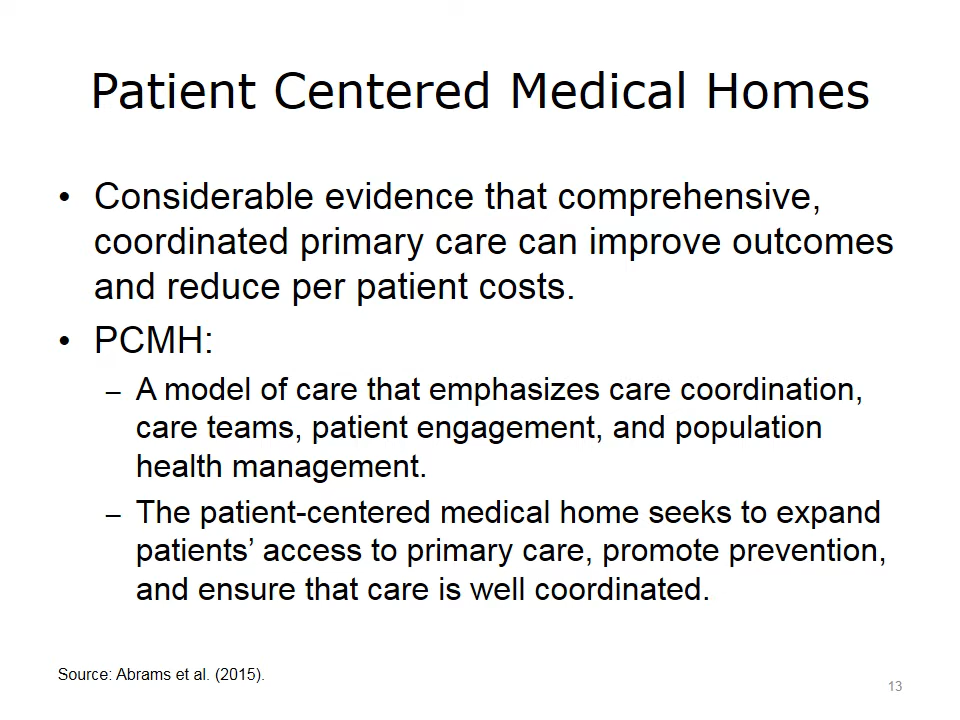 Patient Centered Medical Homes
• Considerable evidence that comprehensive,
coordinated primary care can improve outcomes
and reduce per patient costs.
• PCMH:
– A model of care that emphasizes care coordination,
care teams, patient engagement, and population
health management.
– The patient-centered medical home seeks to expand
patients’ access to primary care, promote prevention,
and ensure that care is well coordinated.
Source: Abrams et al. (2015).
13